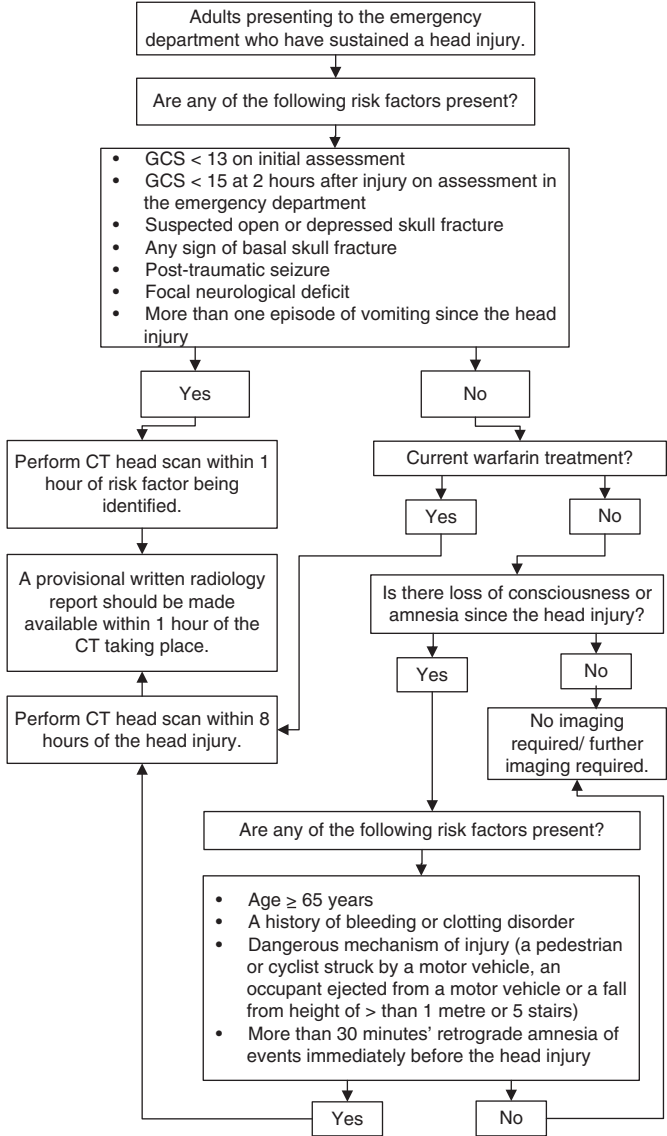 Adults presenting to the emergency
department who have sustained a head injury.
Are any of the following risk factors present?
• GCS < 13 on initial assessment
• GCS < 15 at 2 hours after injury on assessment in
the emergency department
• Suspected open or depressed skull fracture
• Any sign of basal skull fracture
• Post-traumatic seizure
• Focal neurological deficit
• More than one episode of vomiting since the head
injury
Yes
No
Perform CT head scan within 1
hour of risk factor being
identified.
Current warfarin treatment?
Yes
No
A provisional written radiology
report should be made
available within 1 hour of the
CT taking place.
Is there loss of consciousness or
amnesia since the head injury?
Yes
No
Perform CT head scan within 8
hours of the head injury.
No imaging
required/ further
imaging required.
Are any of the following risk factors present?
• Age ≥ 65 years
• A history of bleeding or clotting disorder
• Dangerous mechanism of injury (a pedestrian
or cyclist struck by a motor vehicle, an
occupant ejected from a motor vehicle or a fall
from height of > than 1 metre or 5 stairs)
• More than 30 minutes’ retrograde amnesia of
events immediately before the head injury
Yes
No